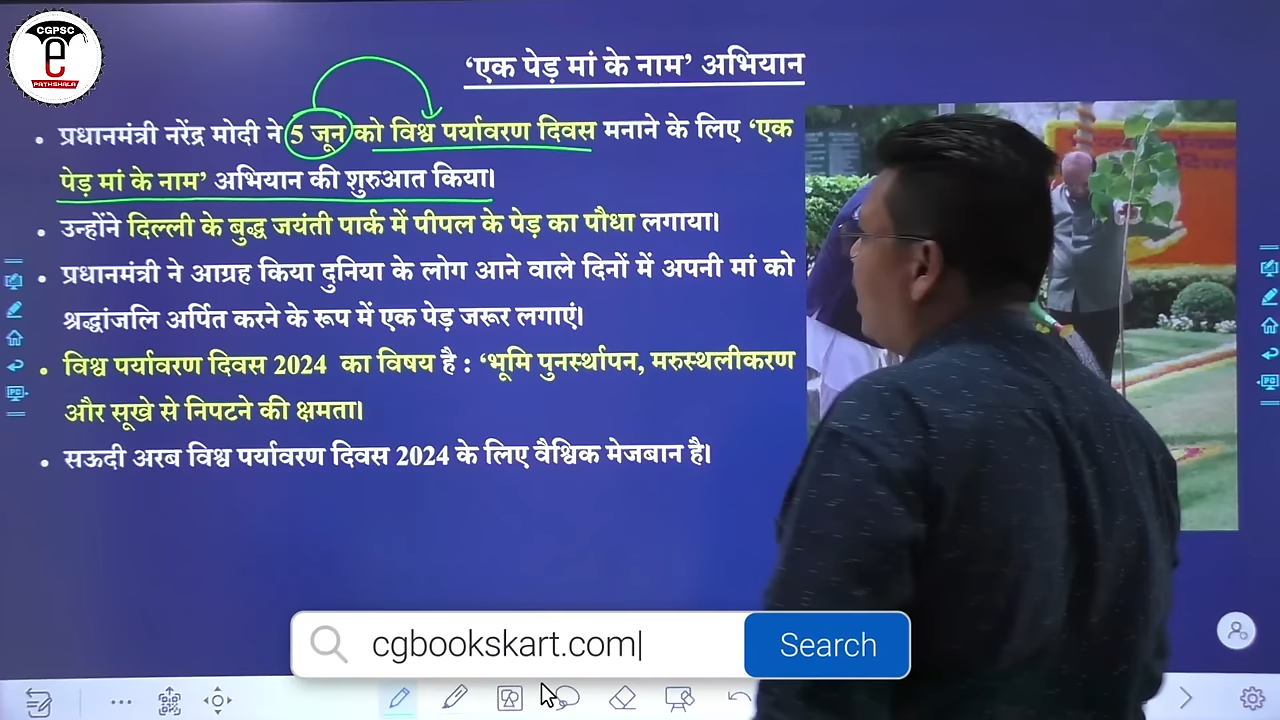 CGPSC
e
PATHSHALA
‘एक पेड़ मां के नाम’ अभियान
• प्रधानमंत्री नरेंद्र मोदी ने 5 जून को विश्व पर्यावरण दिवस मनाने के लिए ‘एक
पेड़ मां के नाम’ अभियान की शुरुआत किया।
• उन्होंने दिल्ली के बुद्ध जयंती पार्क में पीपल के पेड़ का पौधा लगाया।
• प्रधानमंत्री ने आग्रह किया दुनिया के लोग आने वाले दिनों में अपनी मां को
श्रद्धांजलि अर्पित करने के रूप में एक पेड़ जरूर लगाएं।
• विश्व पर्यावरण दिवस 2024 का विषय है : ‘भूमि पुनर्स्थापन, मरुस्थलीकरण
और सूखे से निपटने की क्षमता।
• सऊदी अरब विश्व पर्यावरण दिवस 2024 के लिए वैश्विक मेजबान है।
cgbookskart.com
Search